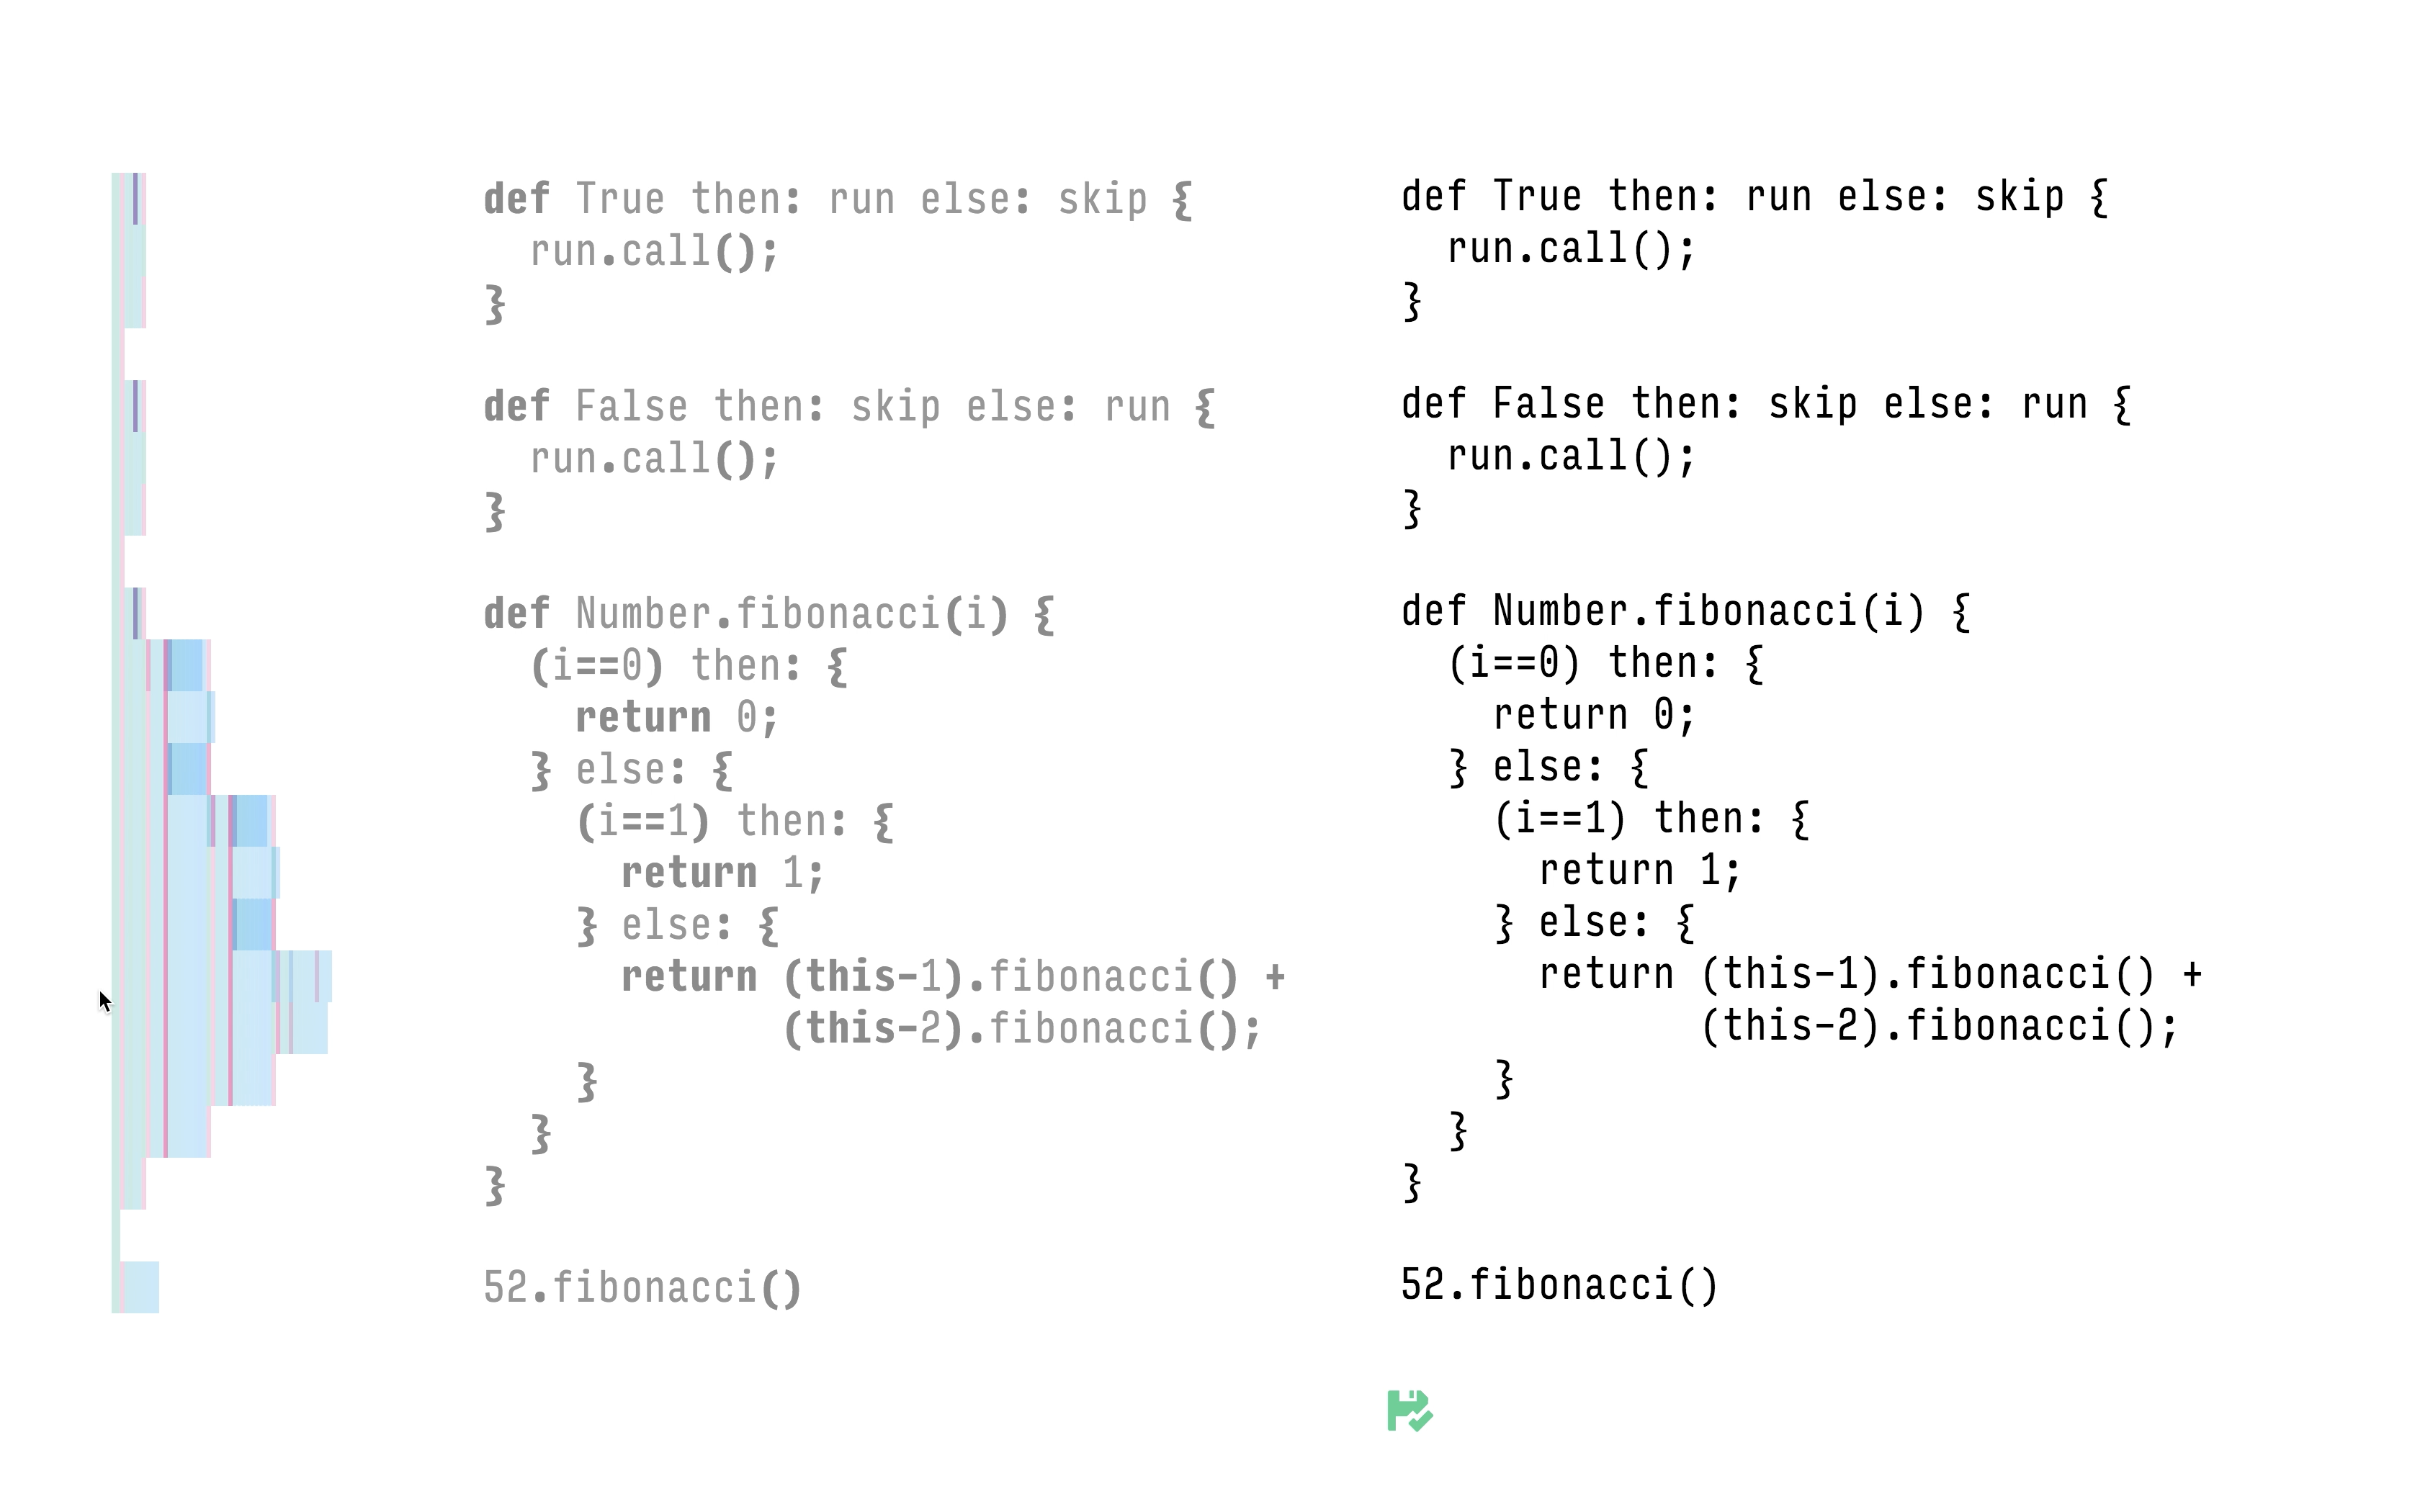 def True then: run else: skip {
  run.call();
}

def False then: skip else: run {
  run.call();
}

def Number.fibonacci(i) {
  (i==0) then: {
    return 0;
  } else: {
    (i==1) then: {
      return 1;
    } else: {
      return (this-1).fibonacci() +
             (this-2).fibonacci();
    }
  }
}

52.fibonacci()

def True then: run else: skip {
  run.call();
}

def False then: skip else: run {
  run.call();
}

def Number.fibonacci(i) {
  (i==0) then: {
    return 0;
  } else: {
    (i==1) then: {
      return 1;
    } else: {
      return (this-1).fibonacci() +
             (this-2).fibonacci();
    }
  }
}

52.fibonacci()